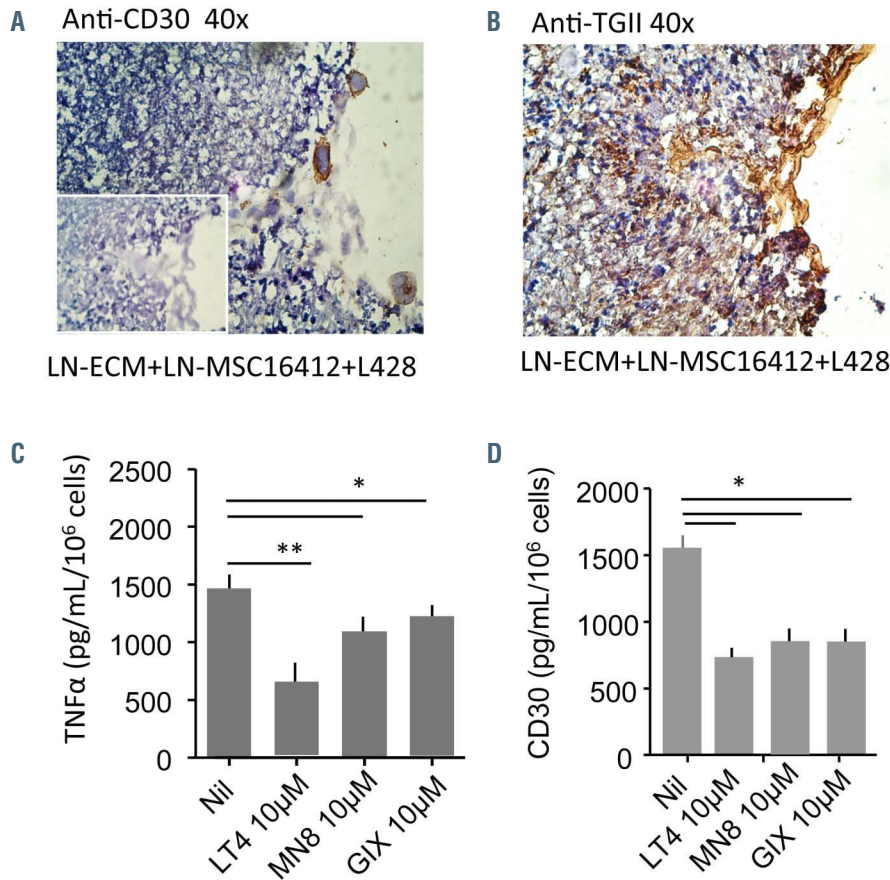 A
Anti-CD30 40x
LN-ECM+LN-MSC16412+L428
B
Anti-TGII 40x
LN-ECM+LN-MSC16412+L428
C
TNFα (pg/mL/10⁶ cells)
2500
2000
1500
1000
500
0
*
**
Nil
LT4 10µM
MN8 10µM
GIX 10µM
D
CD30 (pg/mL/10⁶ cells)
2000
1500
1000
500
0
*
Nil
LT4 10µM
MN8 10µM
GIX 10µM